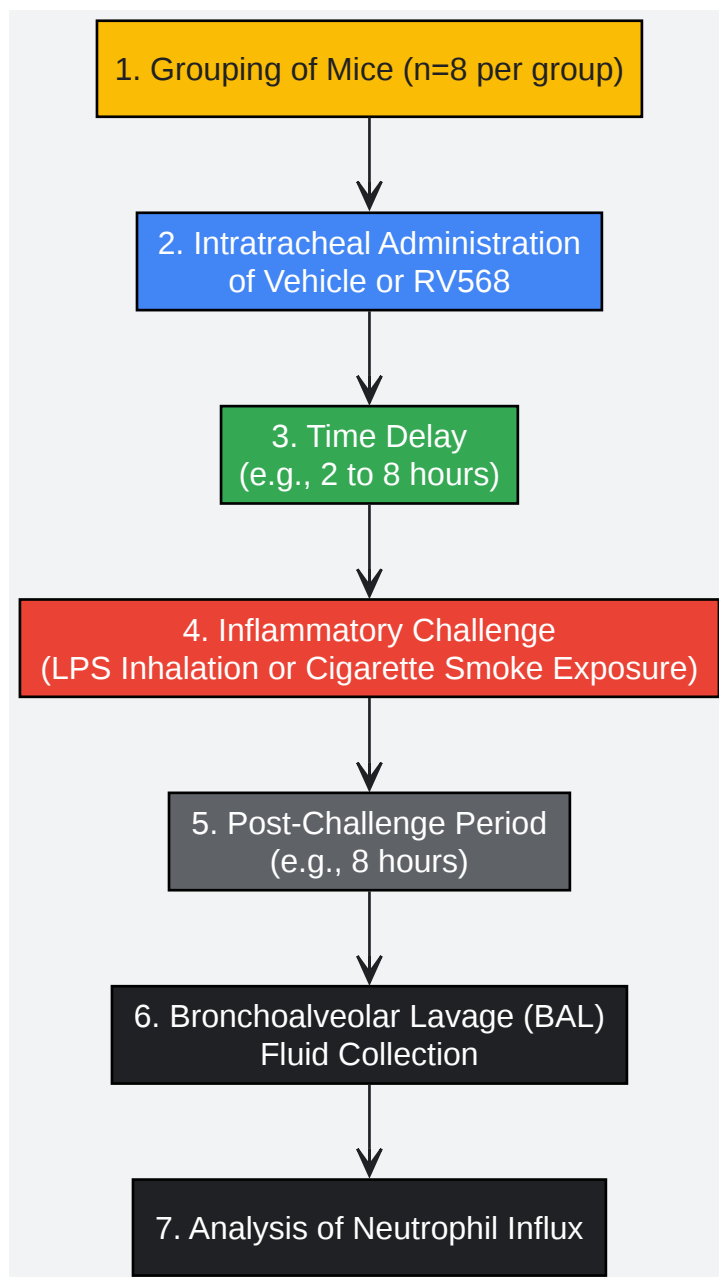 1. Grouping of Mice (n=8 per group)
2. Intratracheal Administration
of Vehicle or RV568
3. Time Delay
(e.g., 2 to 8 hours)
4. Inflammatory Challenge
(LPS Inhalation or Cigarette Smoke Exposure)
5. Post-Challenge Period
(e.g., 8 hours)
6. Bronchoalveolar Lavage (BAL)
Fluid Collection
7. Analysis of Neutrophil Influx